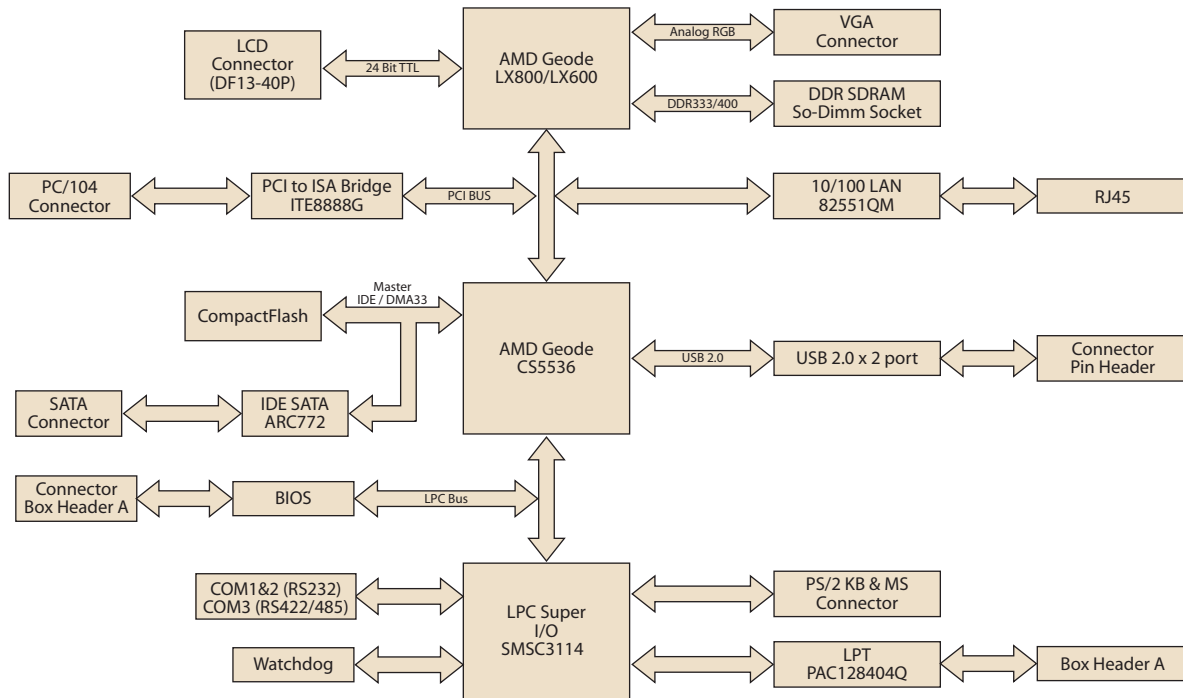 LCD
Connector
(DF13-40P)
24 Bit TTL
AMD Geode
LX800/LX600
Analog RGB
VGA
Connector
DDR333/400
DDR SDRAM
So-Dimm Socket
PC/104
Connector
PCI to ISA Bridge
ITE8888G
PCI BUS
10/100 LAN
82551QM
RJ45
CompactFlash
Master
IDE / DMA33
AMD Geode
CS5536
USB 2.0
USB 2.0 x 2 port
Connector
Pin Header
SATA
Connector
IDE SATA
ARC772
Connector
Box Header A
BIOS
LPC Bus
COM1&2 (RS232)
COM3 (RS422/485)
LPC Super
I/O
SMSC3114
PS/2 KB & MS
Connector
Watchdog
LPT
PAC128404Q
Box Header A